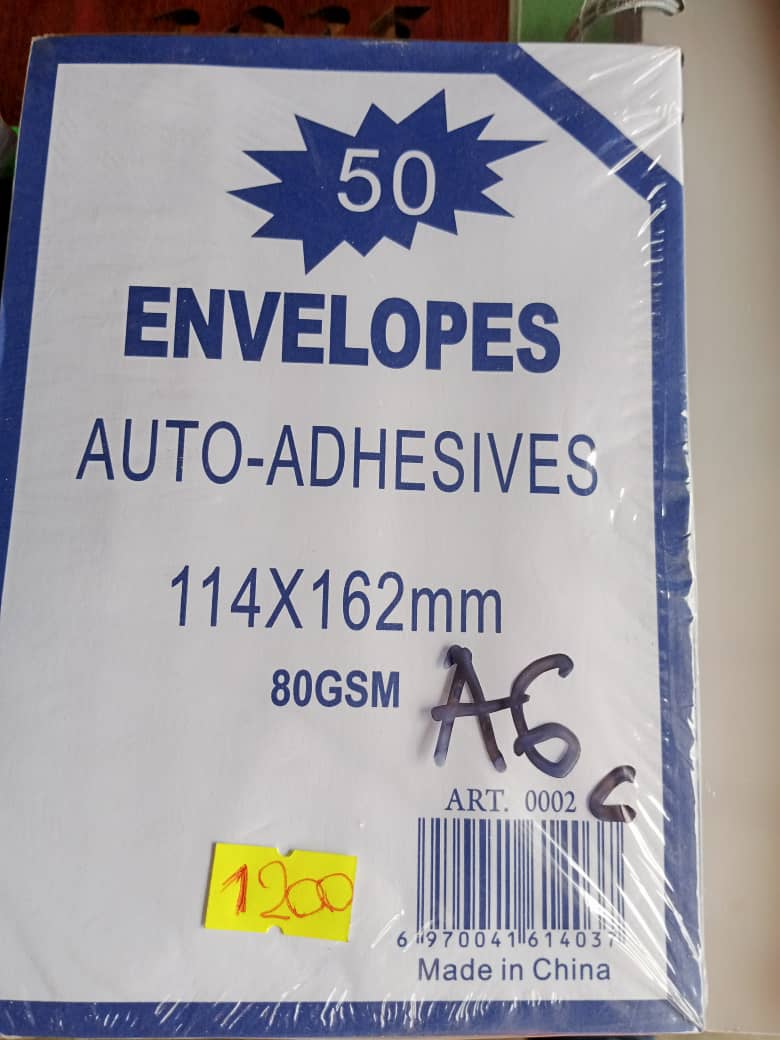 50
ENVELOPES
AUTO-ADHESIVES
114X162mm
80GSM
A6
ART. 0002
C
1200
6 970041 614037
Made in China